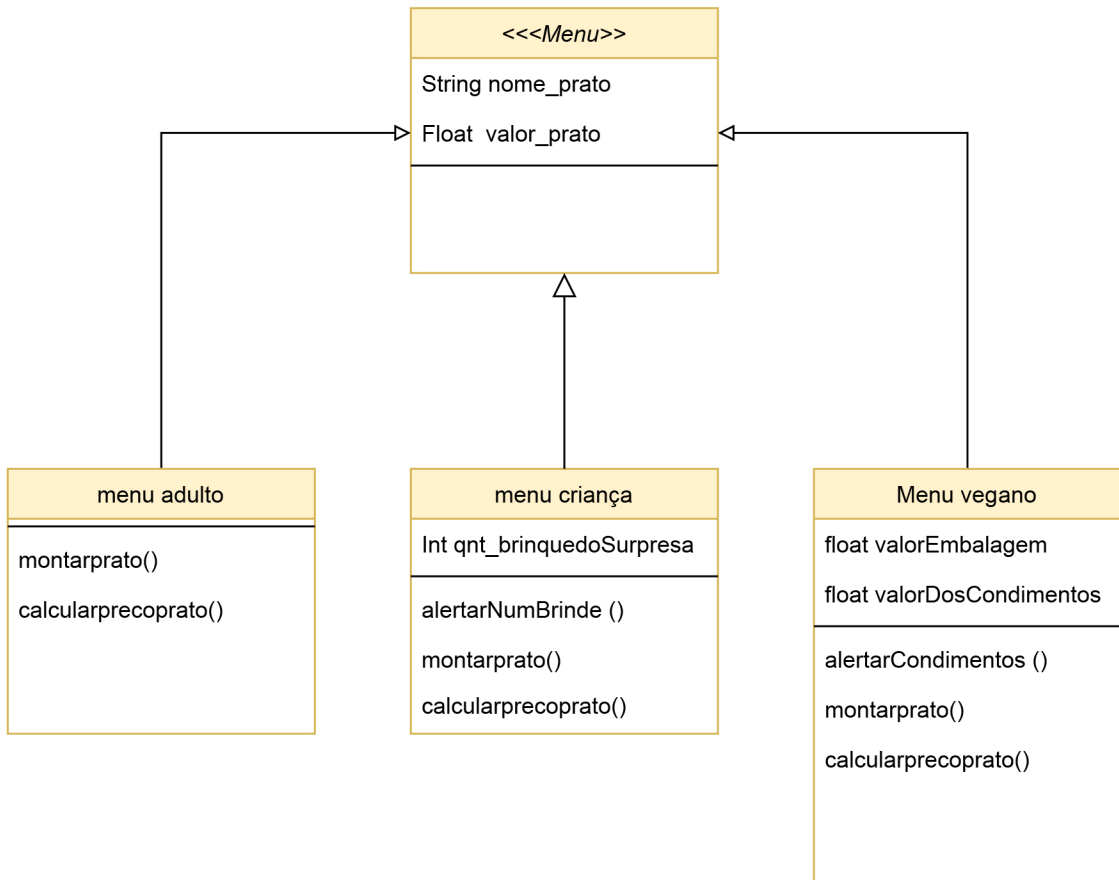 <<<Menu>>
String nome_prato
Float  valor_prato
menu adulto
montarprato()
calcularprecoprato()
menu criança
Int qnt_brinquedoSurpresa
alertarNumBrinde ()
montarprato()
calcularprecoprato()
Menu vegano
float valorEmbalagem
float valorDosCondimentos
alertarCondimentos ()
montarprato()
calcularprecoprato()